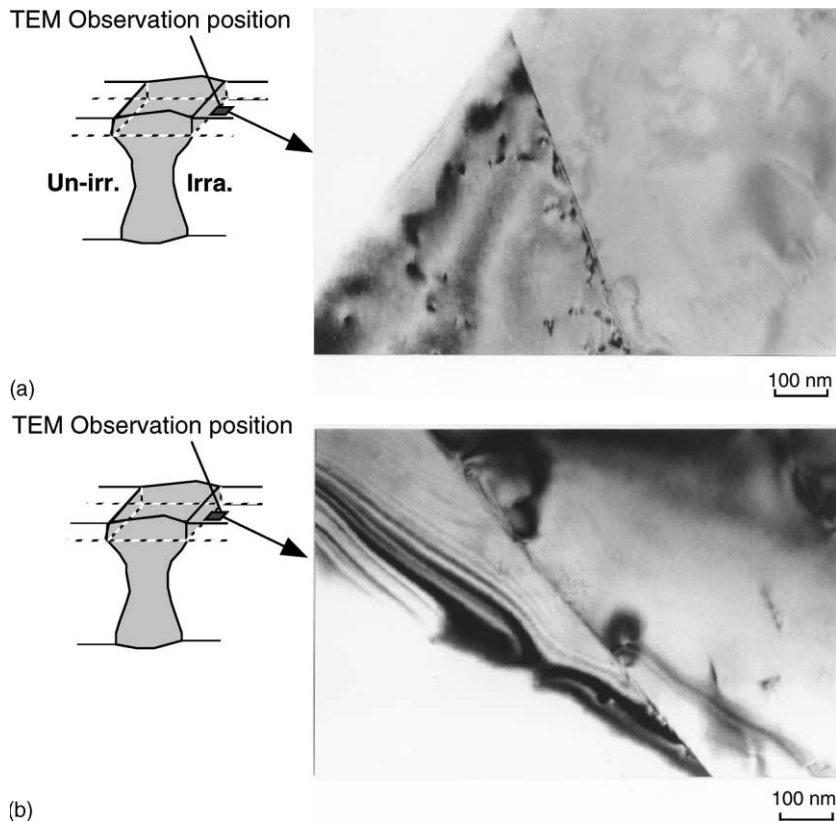 TEM Observation position
Un-irr. Irra.
(a)
100 nm
TEM Observation position
(b)
100 nm